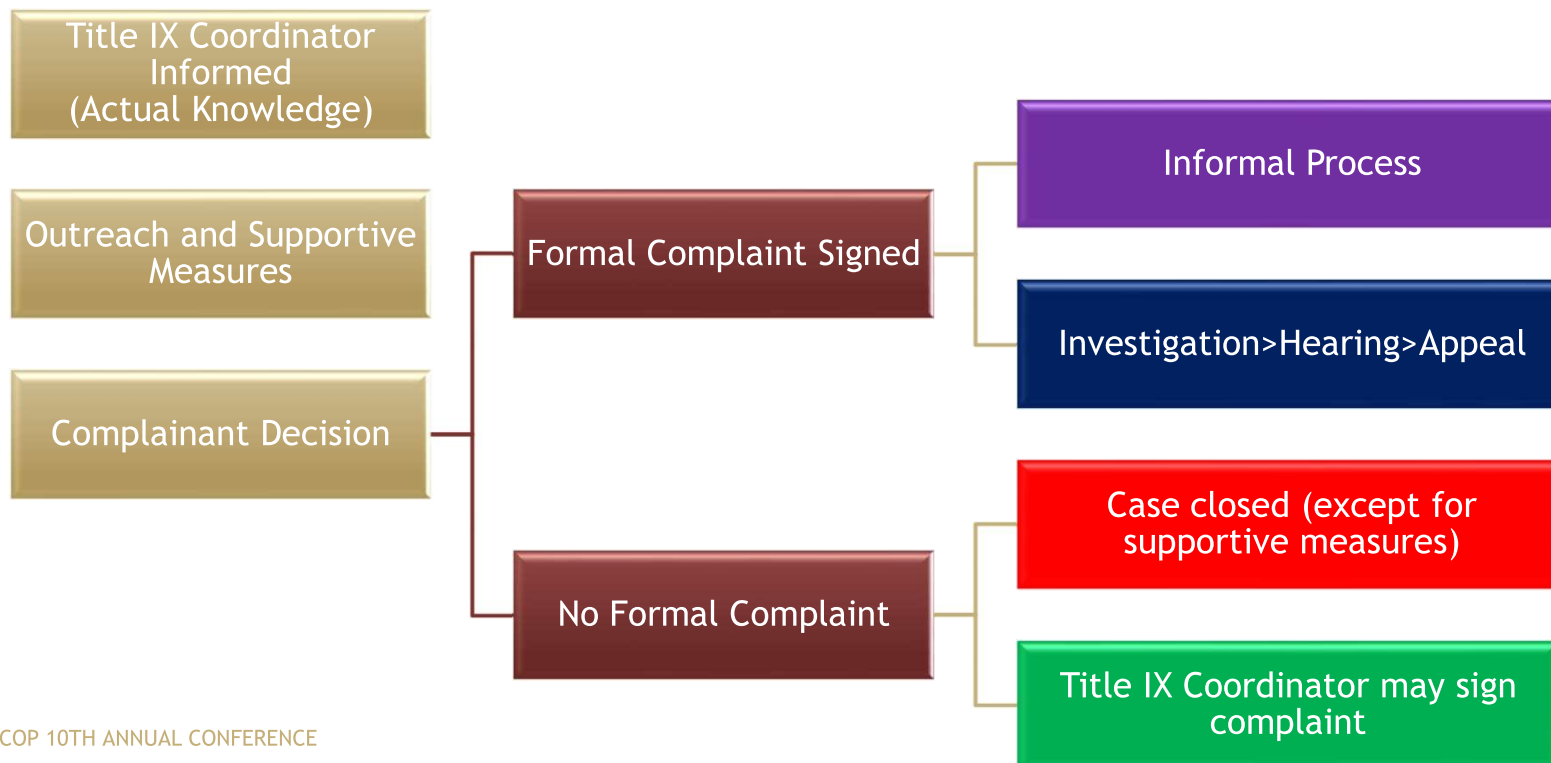 Title IX Coordinator
Informed
(Actual Knowledge)
Outreach and Supportive
Measures
Complainant Decision
Formal Complaint Signed
No Formal Complaint
Informal Process
Investigation>Hearing>Appeal
Case closed (except for
supportive measures)
Title IX Coordinator may sign
complaint
COP 10TH ANNUAL CONFERENCE